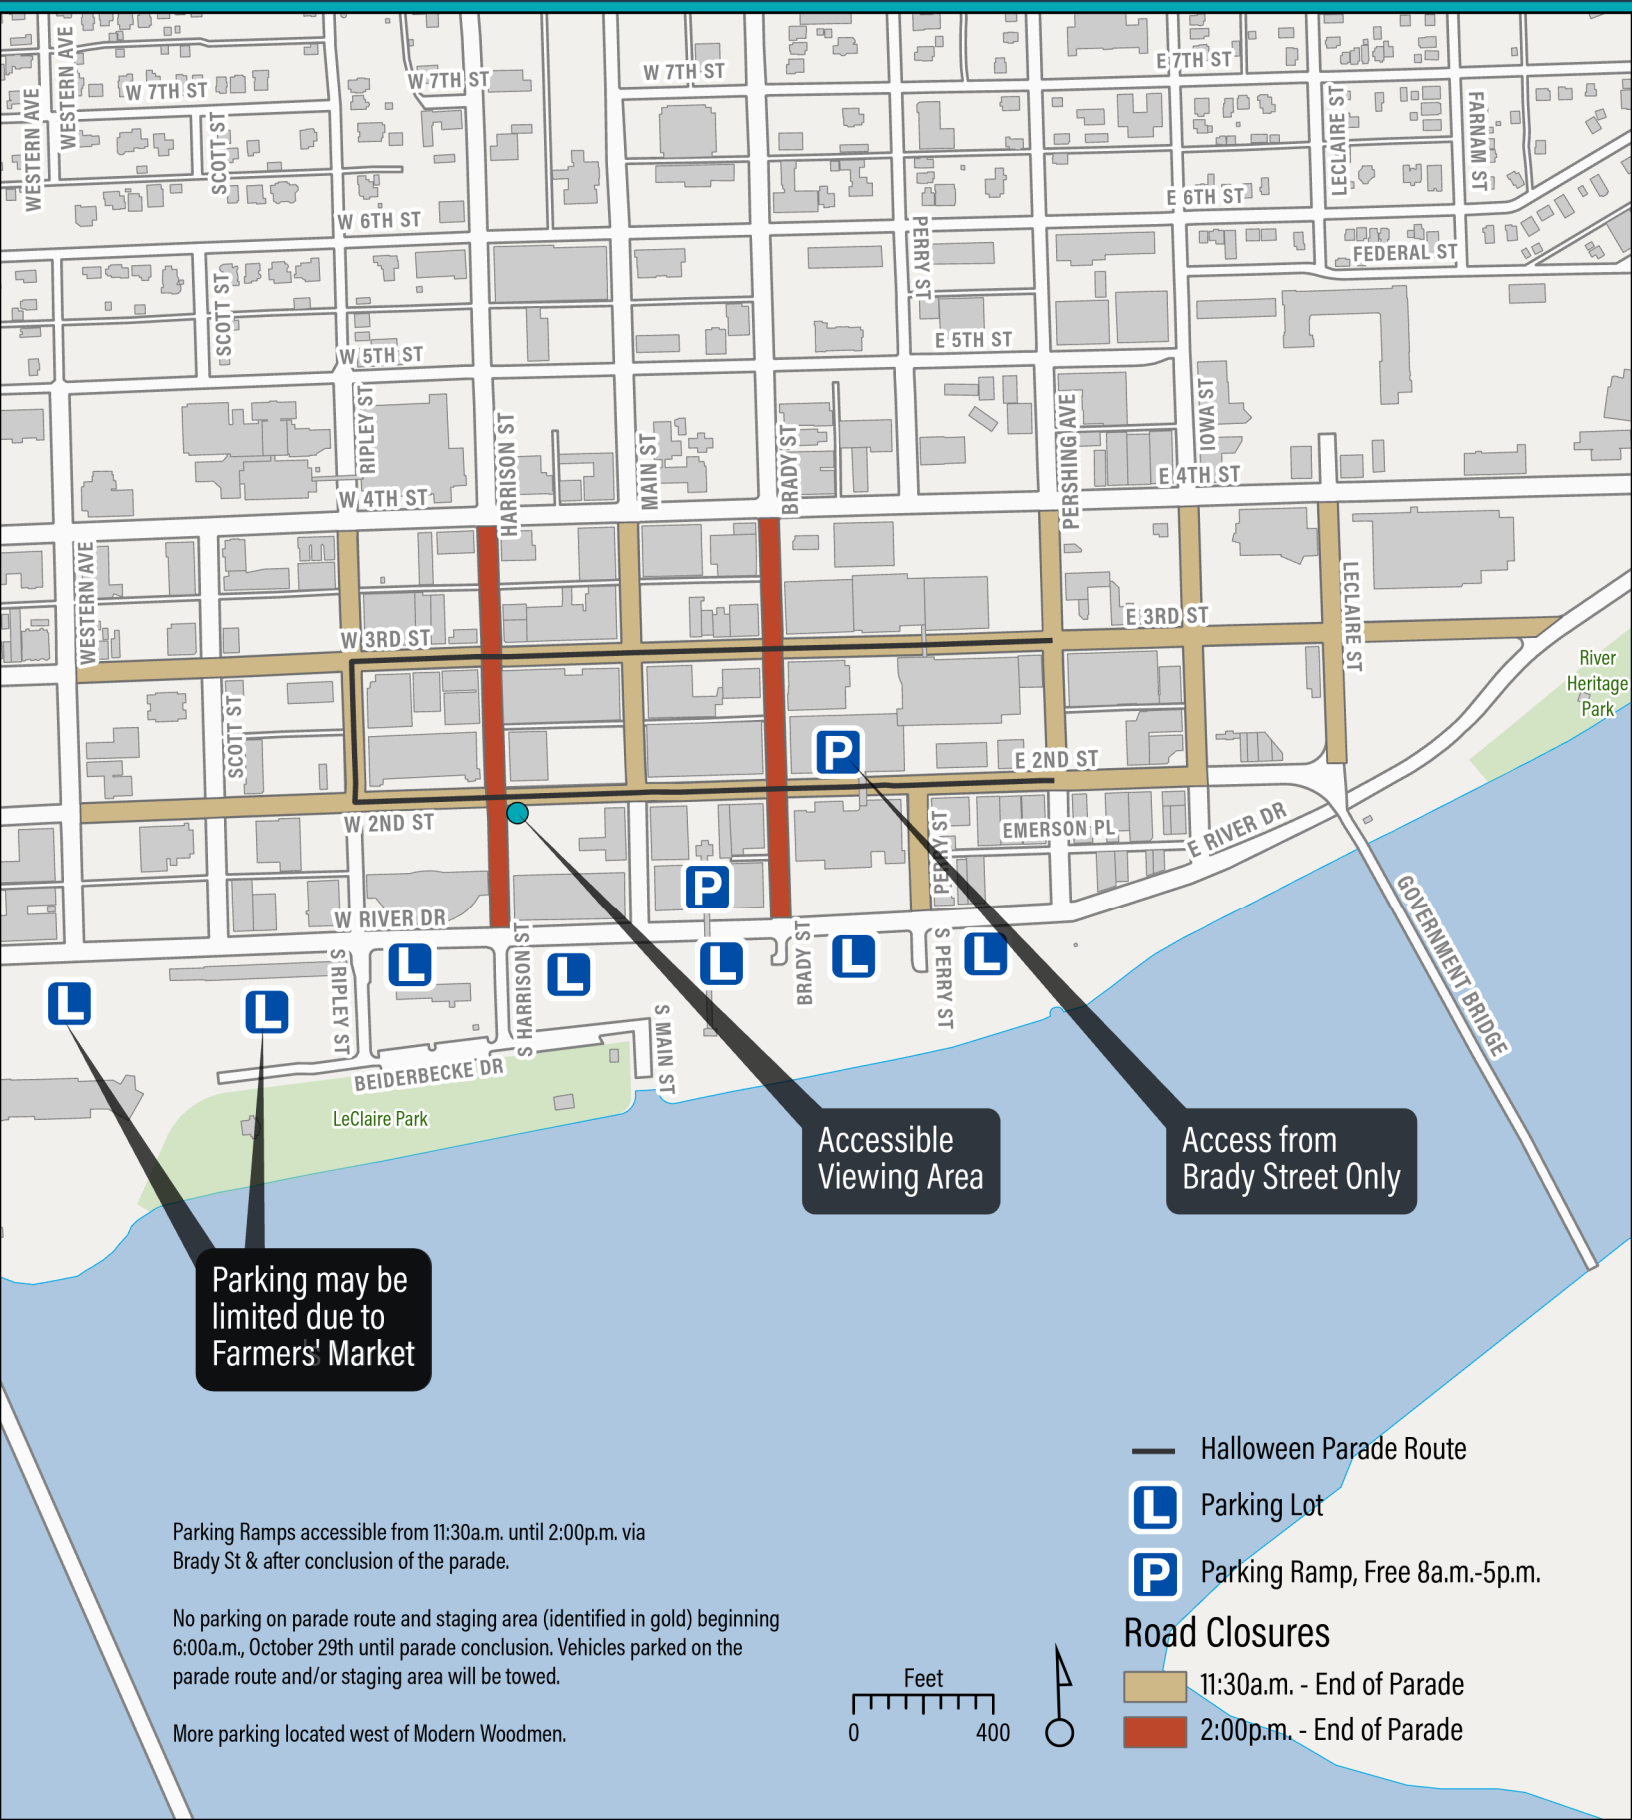 WESTERN AVE
WESTERN AVE
W 7TH ST
SCOTT ST
W 7TH ST
W 7TH ST
E 7TH ST
LECLAIRE ST
FARNAM ST
W 6TH ST
E 6TH ST
PERRY ST
FEDERAL ST
SCOTT ST
W 5TH ST
E 5TH ST
RIPLEY ST
HARRISON ST
MAIN ST
BRADY ST
PERSHING AVE
IOWA ST
W 4TH ST
E 4TH ST
WESTERN AVE
LECLAIRE ST
W 3RD ST
E 3RD ST
River
Heritage
Park
SCOTT ST
P
E 2ND ST
W 2ND ST
PERRY ST
EMERSON PL
E RIVER DR
P
W RIVER DR
GOVERNMENT BRIDGE
L
L
L
L
L
L
L
S RIPLEY ST
S HARRISON ST
S MAIN ST
BRADY ST
S PERRY ST
BEIDERBECKE DR
LeClaire Park
Accessible
Viewing Area
Access from
Brady Street Only
Parking may be
limited due to
Farmers' Market
Halloween Parade Route
L Parking Lot
P Parking Ramp, Free 8a.m.-5p.m.
Road Closures
11:30a.m. - End of Parade
2:00p.m. - End of Parade
Parking Ramps accessible from 11:30a.m. until 2:00p.m. via
Brady St & after conclusion of the parade.
No parking on parade route and staging area (identified in gold) beginning
6:00a.m., October 29th until parade conclusion. Vehicles parked on the
parade route and/or staging area will be towed.
More parking located west of Modern Woodmen.
Feet
0 400